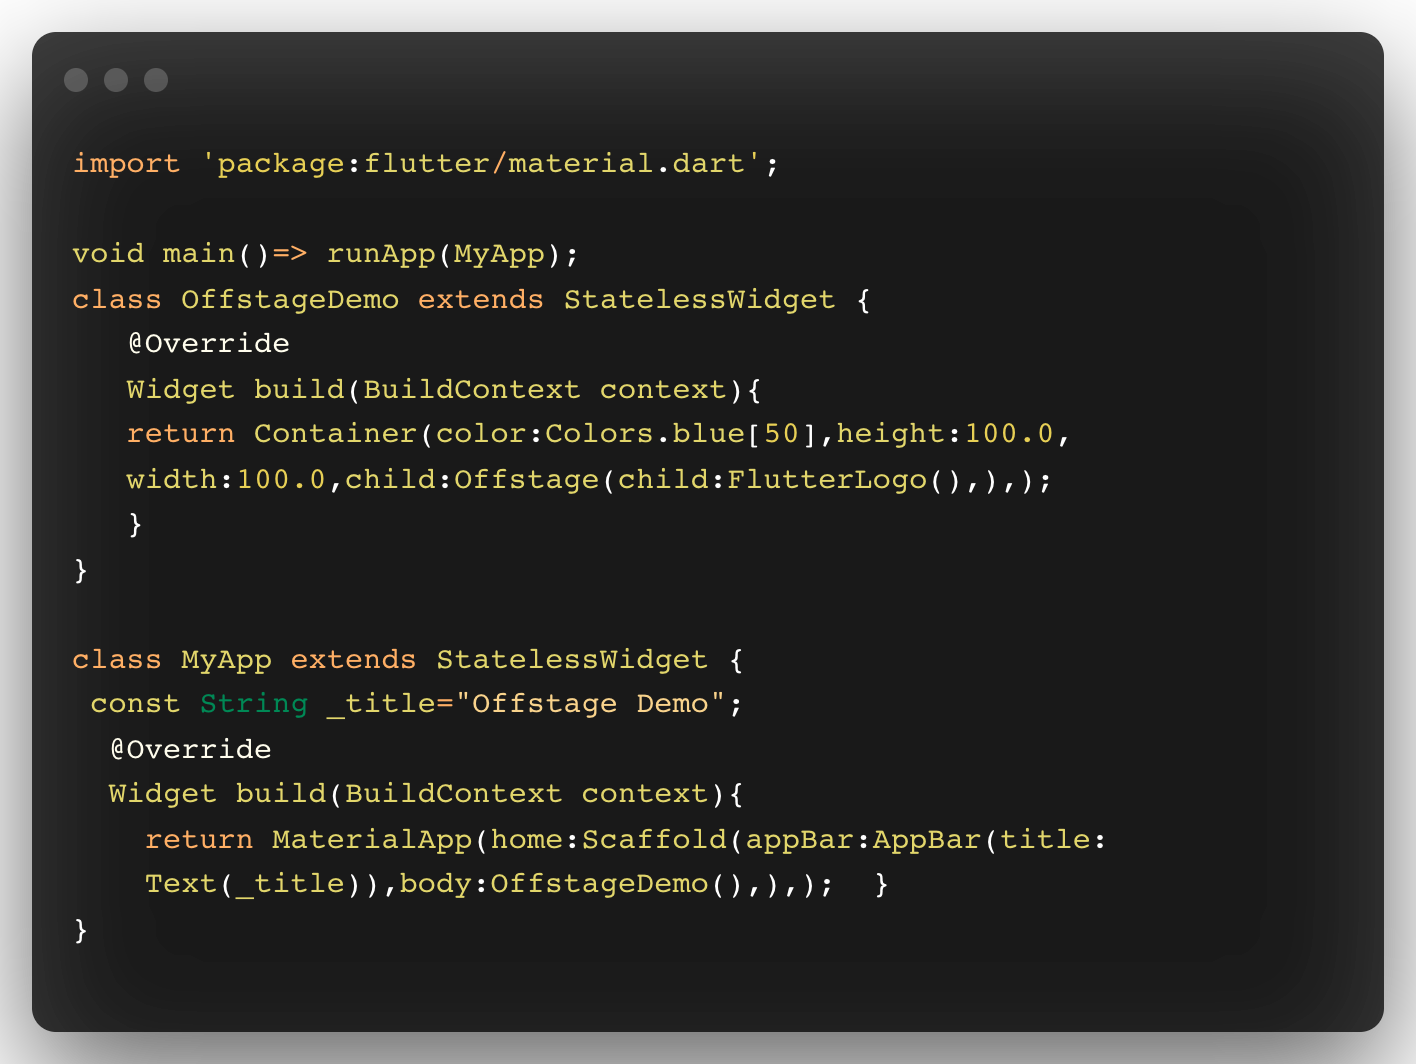 import 'package:flutter/material.dart';
void main()=> runApp(MyApp);
class OffstageDemo extends StatelessWidget {
@Override
Widget build(BuildContext context){
return Container(color:Colors.blue[50],height:100.0,
width:100.0,child:Offstage(child:FlutterLogo(),),);
}
}
class MyApp extends StatelessWidget {
const String _title="Offstage Demo";
@Override
Widget build(BuildContext context){
return MaterialApp(home:Scaffold(appBar:AppBar(title:
Text(_title)),body:OffstageDemo(),),);  }
}